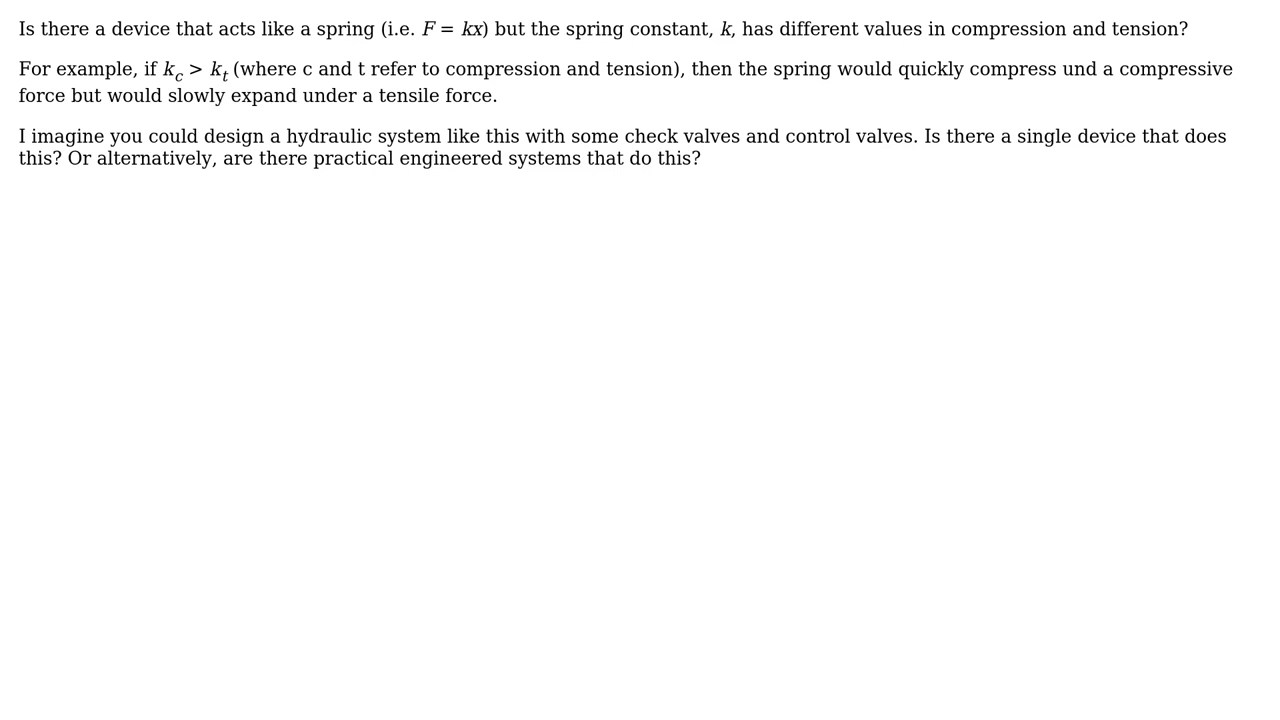 Is there a device that acts like a spring (i.e. F = kx) but the spring constant, k, has different values in compression and tension?
For example, if k_c > k_t (where c and t refer to compression and tension), then the spring would quickly compress und a compressive
force but would slowly expand under a tensile force.
I imagine you could design a hydraulic system like this with some check valves and control valves. Is there a single device that does
this? Or alternatively, are there practical engineered systems that do this?